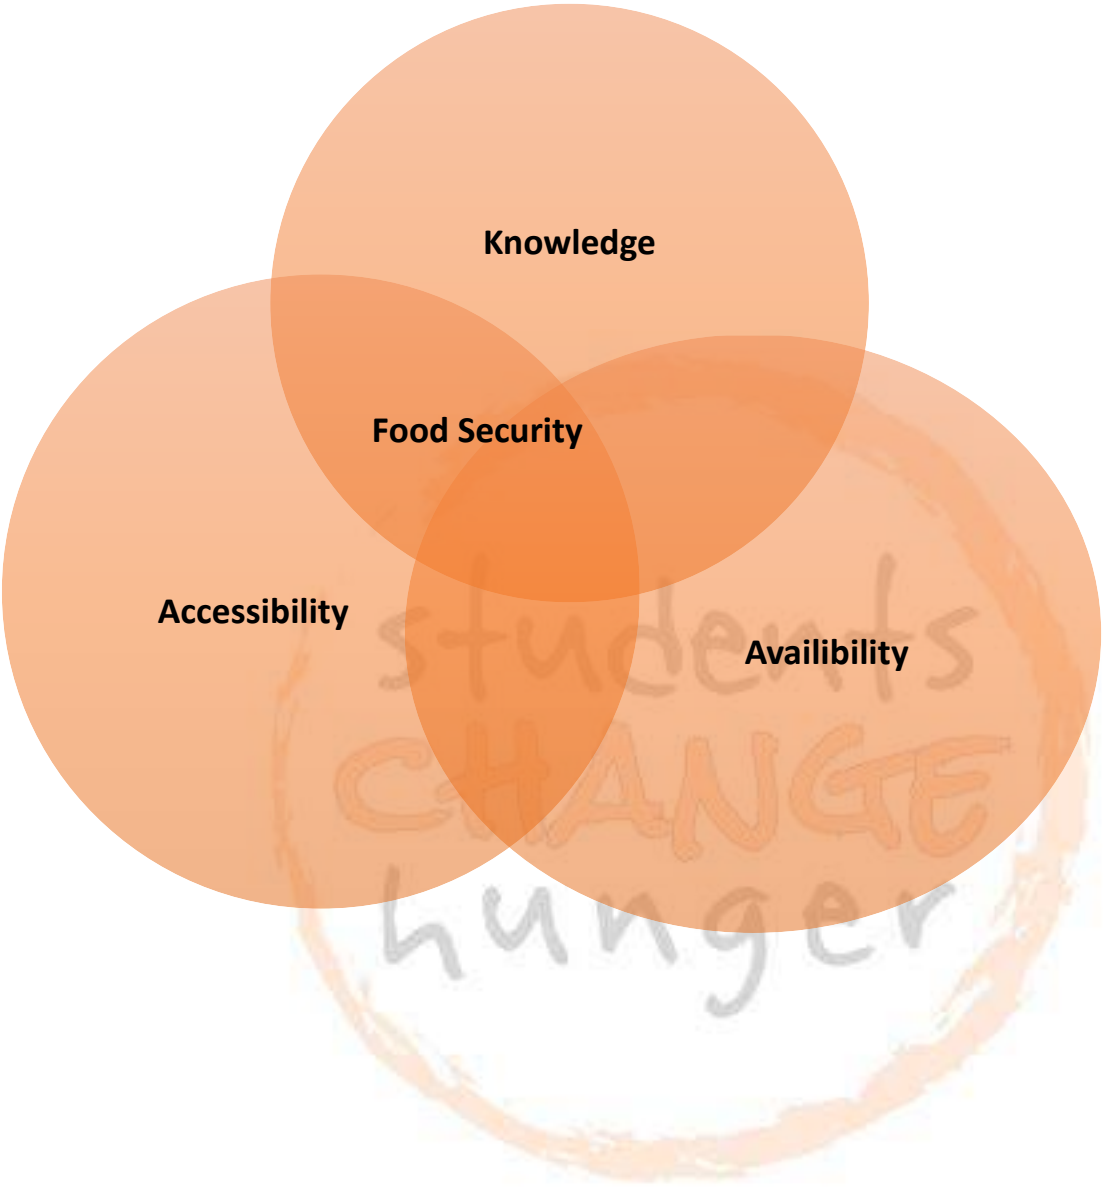 Knowledge
Food Security
Accessibility
Availibility
students
CHANGE
hunger